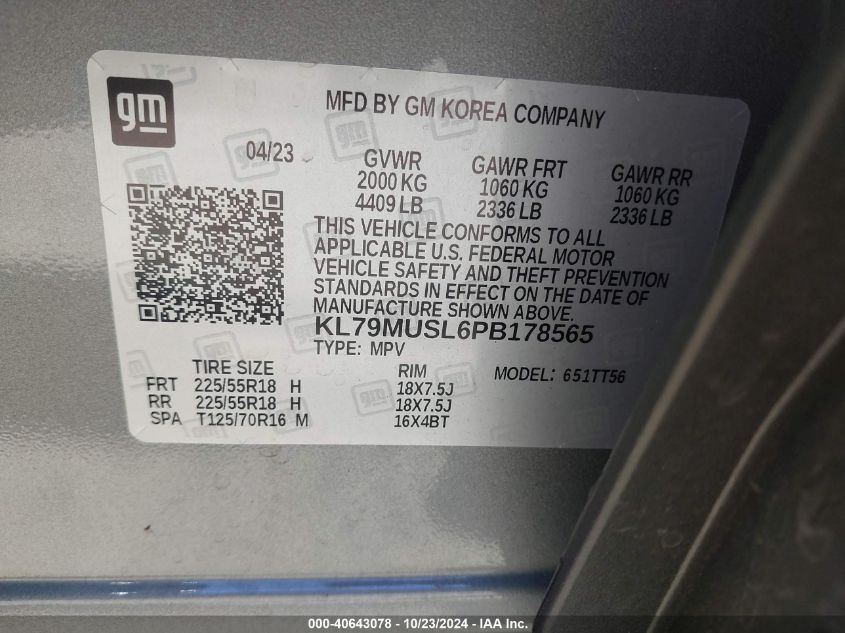 gm
MFD BY GM KOREA COMPANY
04/23
GVWR GAWR FRT GAWR RR
2000 KG 1060 KG 1060 KG
4409 LB 2336 LB 2336 LB
THIS VEHICLE CONFORMS TO ALL
APPLICABLE U.S. FEDERAL MOTOR
VEHICLE SAFETY AND THEFT PREVENTION
STANDARDS IN EFFECT ON THE DATE OF
MANUFACTURE SHOWN ABOVE.
KL79MUSL6PB178565
TYPE: MPV
TIRE SIZE RIM MODEL: 651TT56
FRT 225/55R18 H 18X7.5J
RR 225/55R18 H 18X7.5J
SPA T125/70R16 M 16X4BT
000-40643078 - 10/23/2024 - IAA Inc.